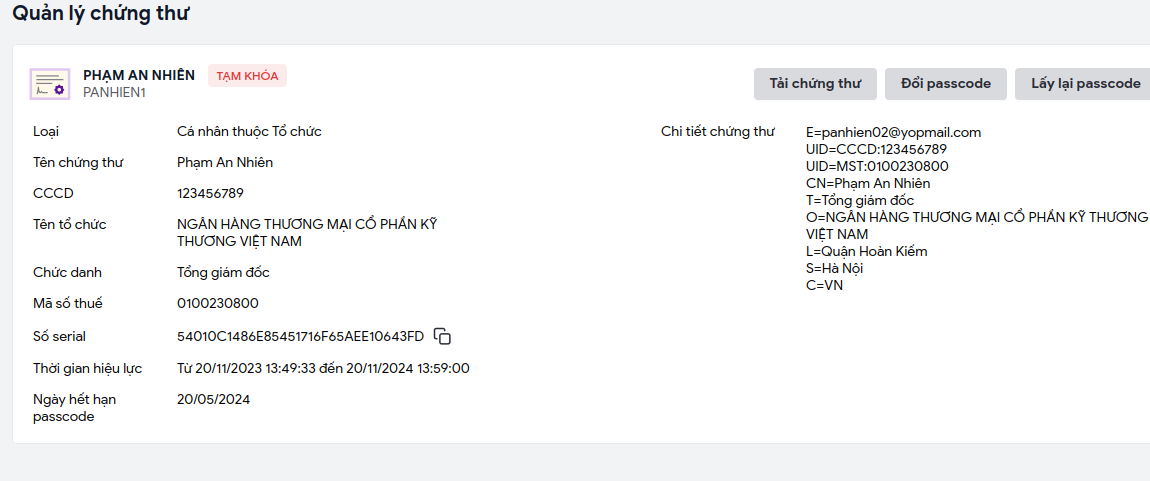 Quản lý chứng thư
PHẠM AN NHIÊN TẠM KHÓA
PANHIEN1
Tải chứng thư Đổi passcode Lấy lại passcode
Loại Cá nhân thuộc Tổ chức
Tên chứng thư Phạm An Nhiên
CCCD 123456789
Tên tổ chức NGÂN HÀNG THƯƠNG MẠI CỔ PHẦN KỸ
THƯƠNG VIỆT NAM
Chức danh Tổng giám đốc
Mã số thuế 0100230800
Số serial 54010C1486E85451716F65AEE10643FD
Thời gian hiệu lực Từ 20/11/2023 13:49:33 đến 20/11/2024 13:59:00
Ngày hết hạn 20/05/2024
passcode
Chi tiết chứng thư E=panhien02@yopmail.com
UID=CCCD:123456789
UID=MST:0100230800
CN=Phạm An Nhiên
T=Tổng giám đốc
O=NGÂN HÀNG THƯƠNG MẠI CỔ PHẦN KỸ THƯƠNG
VIỆT NAM
L=Quận Hoàn Kiếm
S=Hà Nội
C=VN